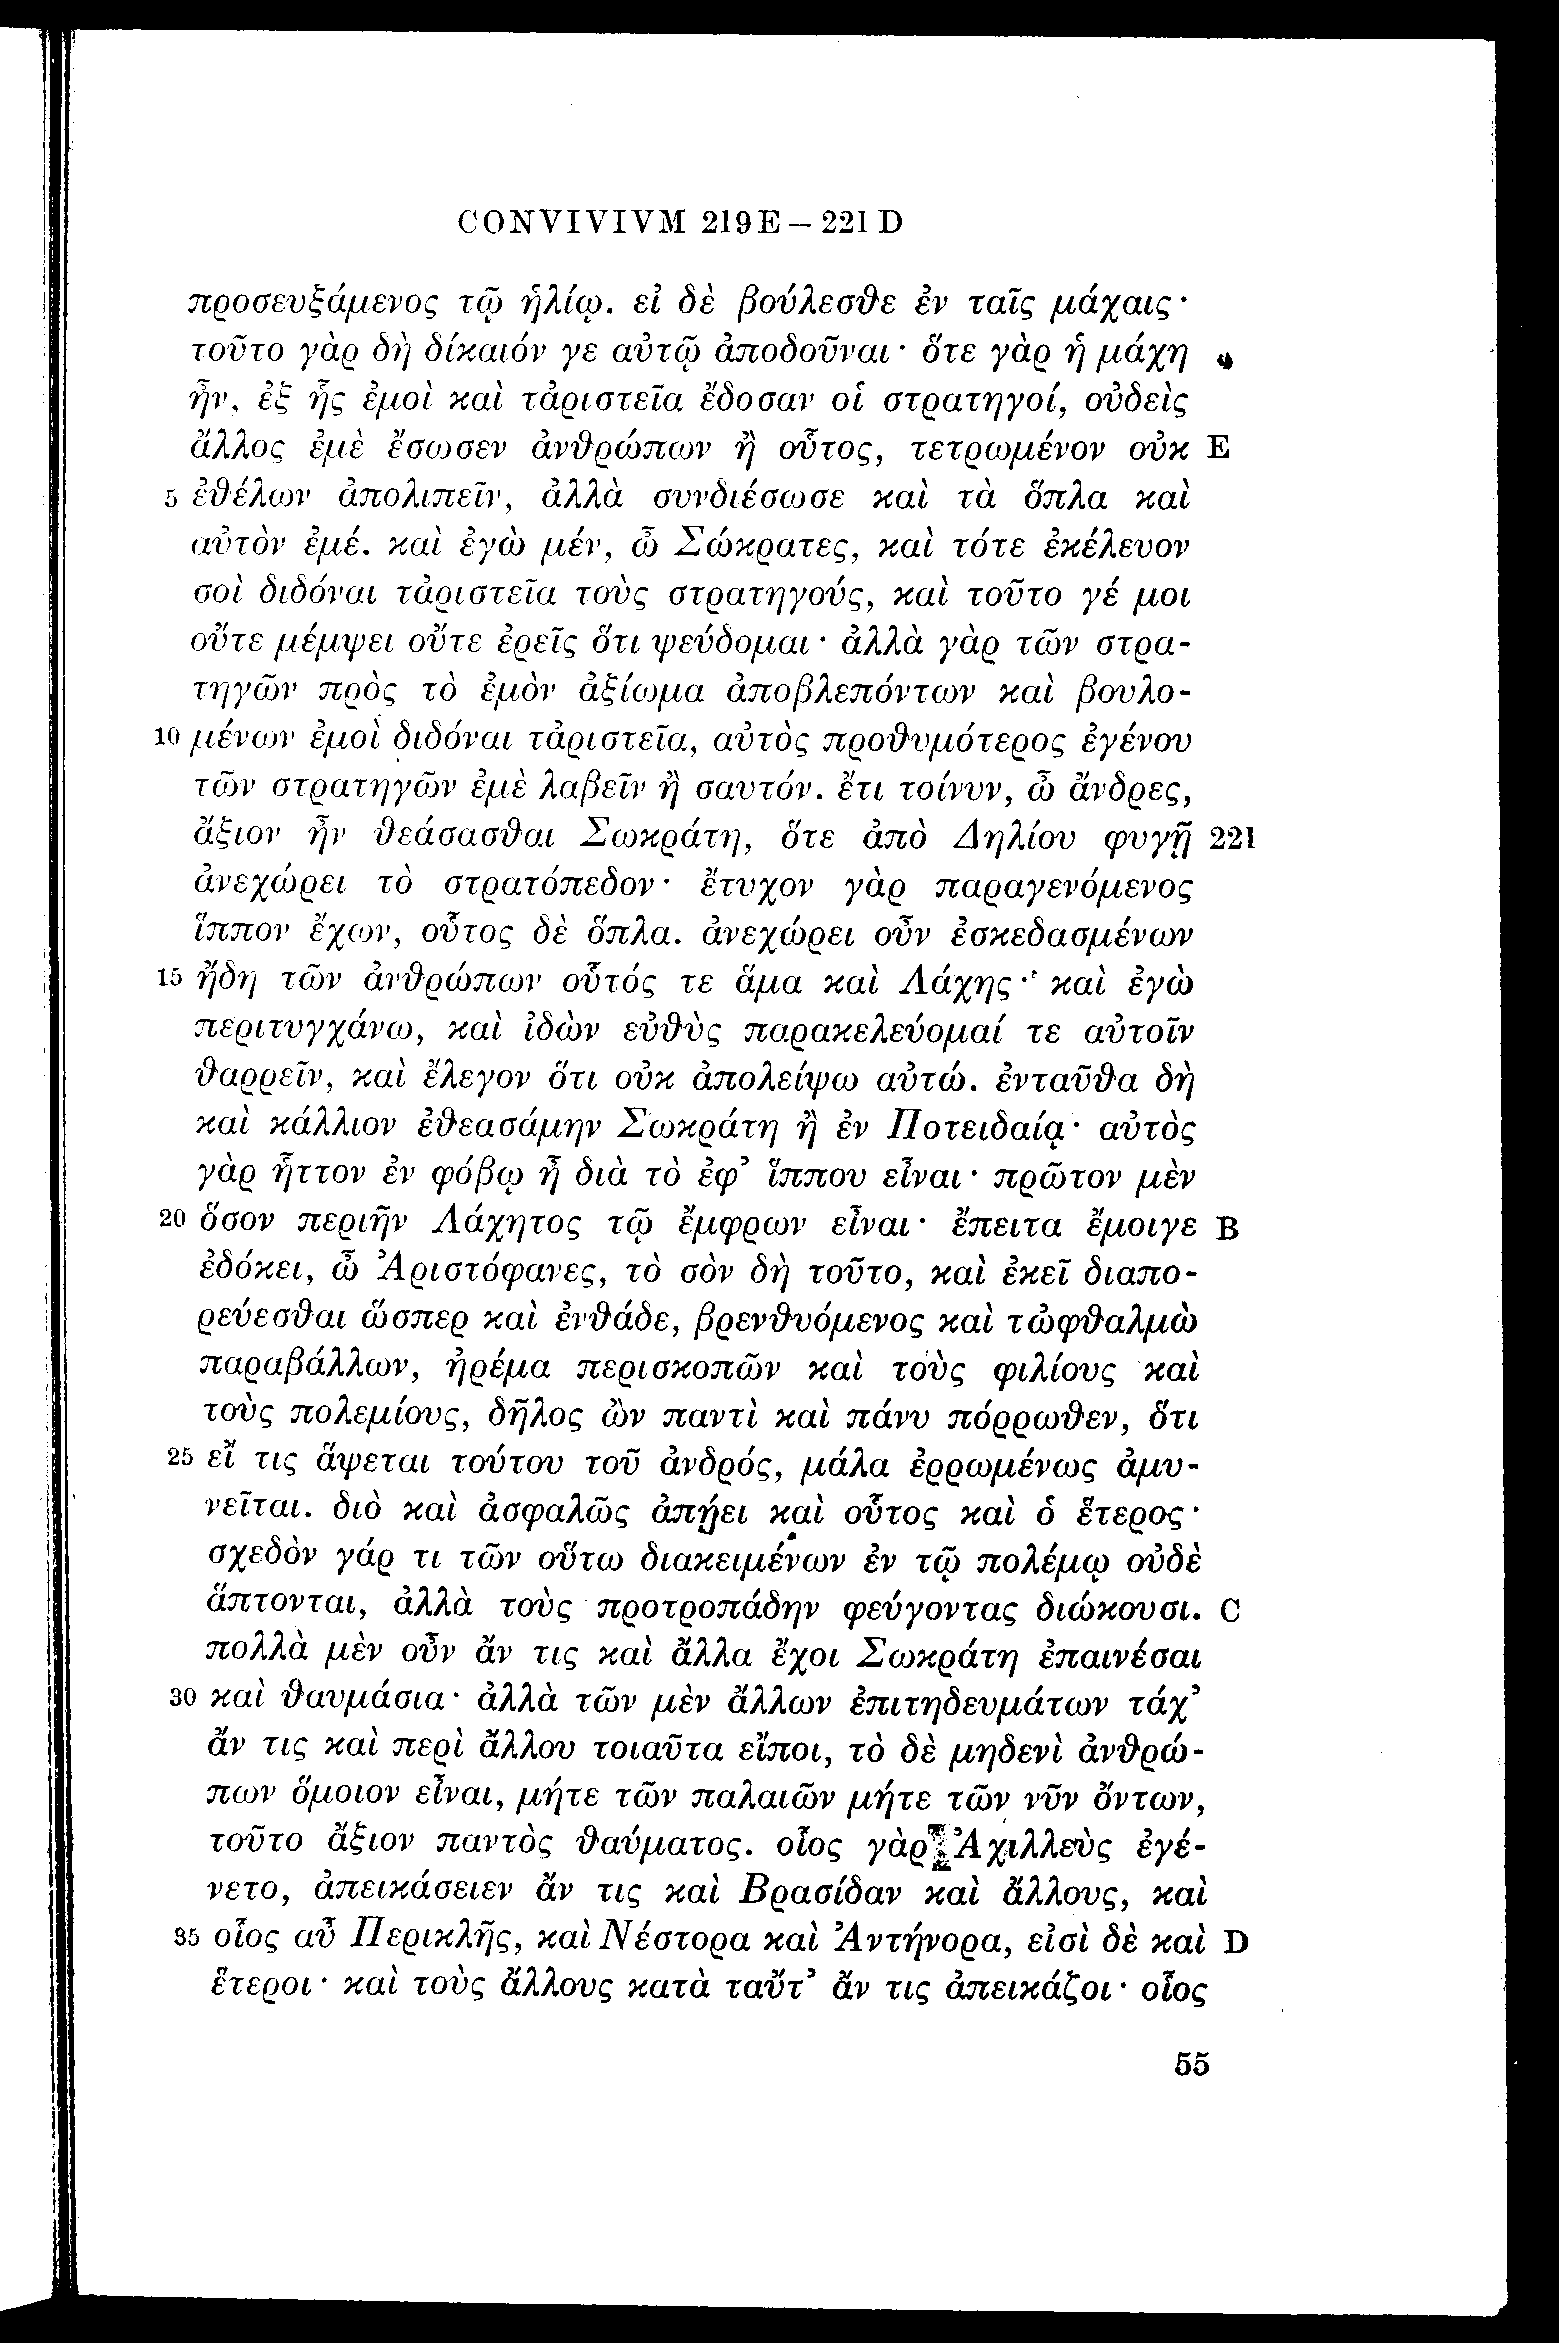 CONVIVIVM 219E – 221 D
προσευξάμενος τῷ ἡλίῳ. εἰ δὲ βούλεσθε ἐν ταῖς μάχαις·
τοῦτο γὰρ δὴ δίκαιόν γε αὐτῷ ἀποδοῦναι· ὅτε γὰρ ἡ μάχη
ἦν, ἐξ ἧς ἐμοὶ καὶ τἀριστεῖα ἔδοσαν οἱ στρατηγοί, οὐδεὶς
ἄλλος ἐμὲ ἔσωσεν ἀνθρώπων ἢ οὗτος, τετρωμένον οὐκ E
5 ἐθέλων ἀπολιπεῖν, ἀλλὰ συνδιέσωσε καὶ τὰ ὅπλα καὶ
αὐτὸν ἐμέ. καὶ ἐγὼ μέν, ὦ Σώκρατες, καὶ τότε ἐκέλευον
σοὶ διδόναι τἀριστεῖα τοὺς στρατηγούς, καὶ τοῦτο γέ μοι
οὔτε μέμψει οὔτε ἐρεῖς ὅτι ψεύδομαι· ἀλλὰ γὰρ τῶν στρα-
τηγῶν πρὸς τὸ ἐμὸν ἀξίωμα ἀποβλεπόντων καὶ βουλο-
10 μένων ἐμοὶ διδόναι τἀριστεῖα, αὐτὸς προθυμότερος ἐγένου
τῶν στρατηγῶν ἐμὲ λαβεῖν ἢ σαυτόν. ἔτι τοίνυν, ὦ ἄνδρες,
ἄξιον ἦν θεάσασθαι Σωκράτη, ὅτε ἀπὸ Δηλίου φυγῇ 221
ἀνεχώρει τὸ στρατόπεδον· ἔτυχον γὰρ παραγενόμενος
ἵππον ἔχων, οὗτος δὲ ὅπλα. ἀνεχώρει οὖν ἐσκεδασμένων
15 ἤδη τῶν ἀνθρώπων οὗτός τε ἅμα καὶ Λάχης· καὶ ἐγὼ
περιτυγχάνω, καὶ ἰδὼν εὐθὺς παρακελεύομαί τε αὐτοῖν
θαρρεῖν, καὶ ἔλεγον ὅτι οὐκ ἀπολείψω αὐτώ. ἐνταῦθα δὴ
καὶ κάλλιον ἐθεασάμην Σωκράτη ἢ ἐν Ποτειδαίᾳ· αὐτὸς
γὰρ ἧττον ἐν φόβῳ ἦ διὰ τὸ ἐφ’ ἵππου εἶναι· πρῶτον μὲν
20 ὅσον περιῆν Λάχητος τῷ ἔμφρων εἶναι· ἔπειτα ἔμοιγε B
ἐδόκει, ὦ Ἀριστόφανες, τὸ σὸν δὴ τοῦτο, καὶ ἐκεῖ διαπο-
ρεύεσθαι ὥσπερ καὶ ἐνθάδε, βρενθυόμενος καὶ τὠφθαλμὼ
παραβάλλων, ἠρέμα περισκοπῶν καὶ τοὺς φιλίους καὶ
τοὺς πολεμίους, δῆλος ὢν παντὶ καὶ πάνυ πόρρωθεν, ὅτι
25 εἴ τις ἅψεται τούτου τοῦ ἀνδρός, μάλα ἐρρωμένως ἀμυ-
νεῖται. διὸ καὶ ἀσφαλῶς ἀπῄει καὶ οὗτος καὶ ὁ ἕτερος·
σχεδὸν γάρ τι τῶν οὕτω διακειμένων ἐν τῷ πολέμῳ οὐδὲ
ἅπτονται, ἀλλὰ τοὺς προτροπάδην φεύγοντας διώκουσι. C
πολλὰ μὲν οὖν ἄν τις καὶ ἄλλα ἔχοι Σωκράτη ἐπαινέσαι
30 καὶ θαυμάσια· ἀλλὰ τῶν μὲν ἄλλων ἐπιτηδευμάτων τάχ’
ἄν τις καὶ περὶ ἄλλου τοιαῦτα εἴποι, τὸ δὲ μηδενὶ ἀνθρώ-
πων ὅμοιον εἶναι, μήτε τῶν παλαιῶν μήτε τῶν νῦν ὄντων,
τοῦτο ἄξιον παντὸς θαύματος. οἷος γὰρ Ἀχιλλεὺς ἐγέ-
νετο, ἀπεικάσειεν ἄν τις καὶ Βρασίδαν καὶ ἄλλους, καὶ
35 οἷος αὖ Περικλῆς, καὶ Νέστορα καὶ Ἀντήνορα, εἰσὶ δὲ καὶ D
ἕτεροι· καὶ τοὺς ἄλλους κατὰ ταὔτ’ ἄν τις ἀπεικάζοι· οἷος
55